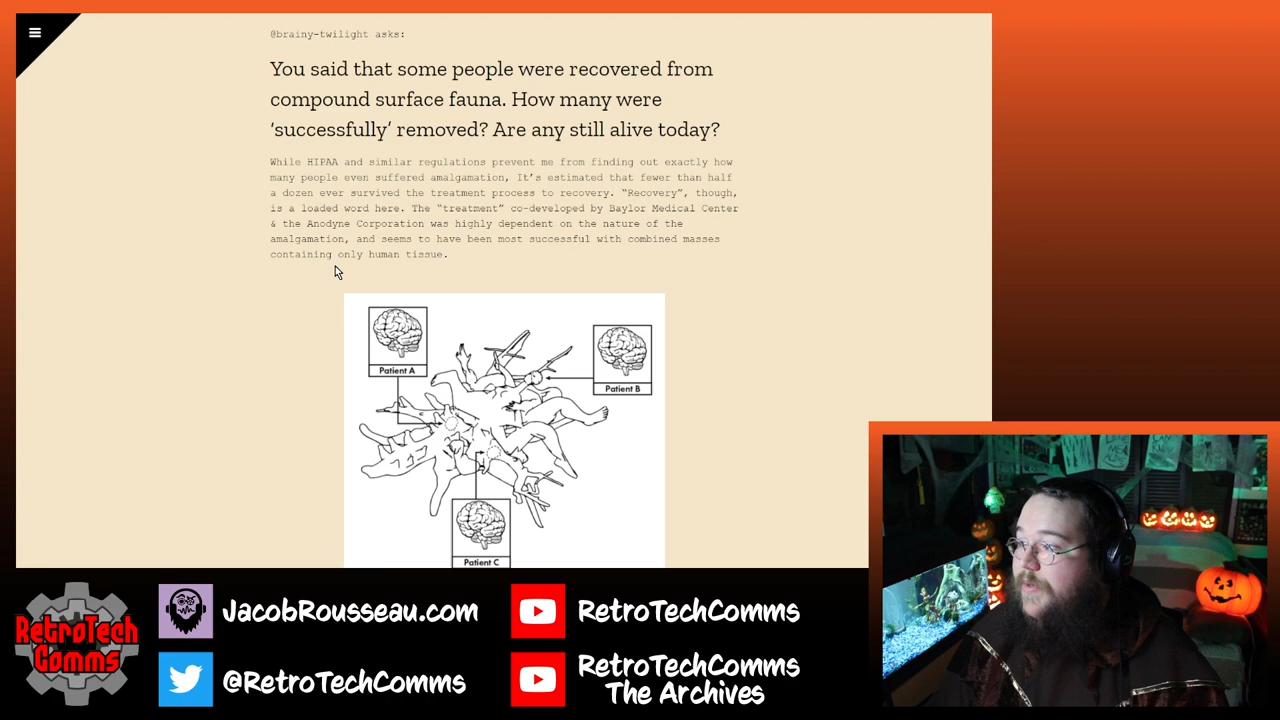 @brainy-twilight asks:
You said that some people were recovered from
compound surface fauna. How many were
‘successfully’ removed? Are any still alive today?
While HIPAA and similar regulations prevent me from finding out exactly how
many people even suffered amalgamation, It’s estimated that fewer than half
a dozen ever survived the treatment process to recovery. “Recovery”, though,
is a loaded word here. The “treatment” co-developed by Baylor Medical Center
& the Anodyne Corporation was highly dependent on the nature of the
amalgamation, and seems to have been most successful with combined masses
containing only human tissue.
Patient A
Patient B
Patient C
RetroTech
Comms
JacobRousseau.com
@RetroTechComms
RetroTechComms
RetroTechComms
The Archives